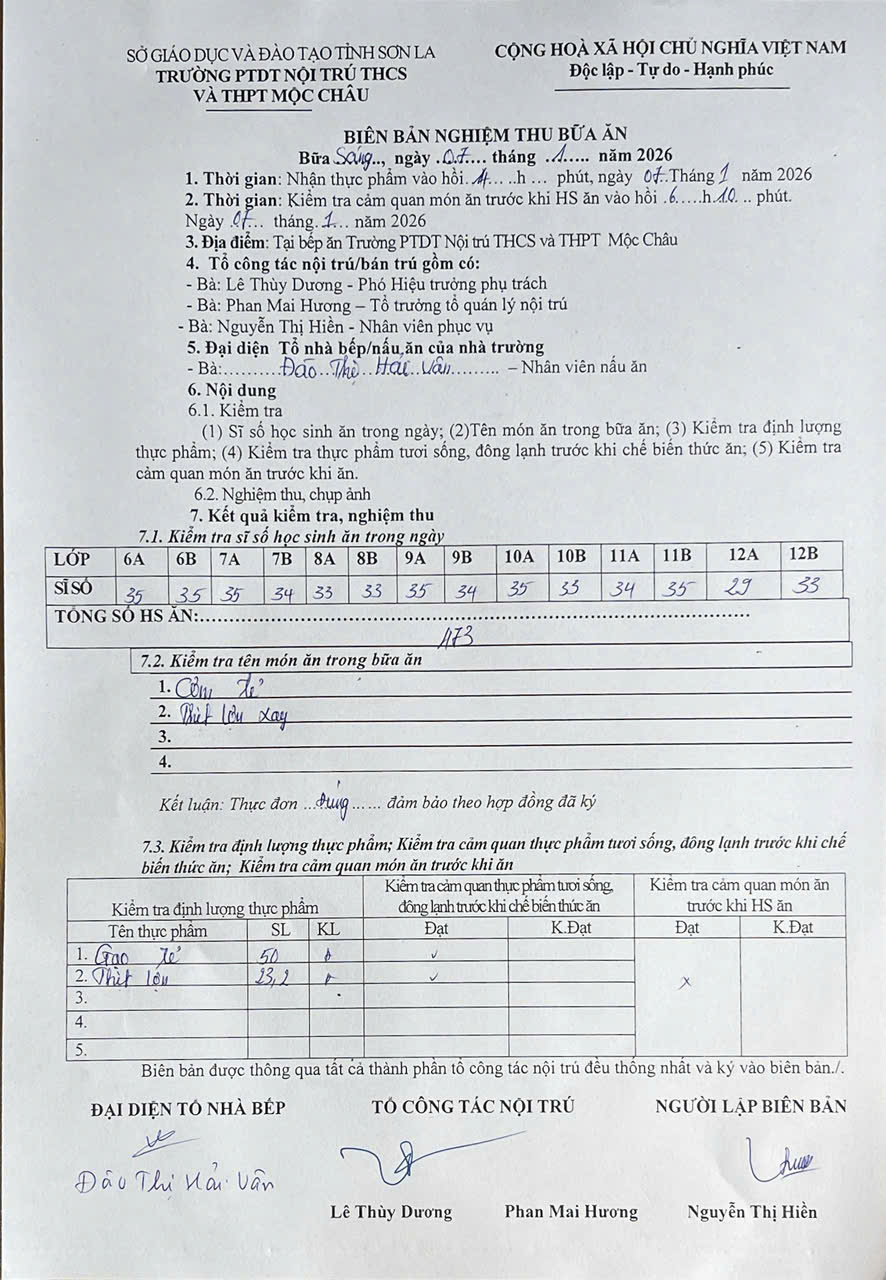 SỞ GIÁO DỤC VÀ ĐÀO TẠO TỈNH SƠN LA
TRƯỜNG PTDT NỘI TRÚ THCS
VÀ THPT MỘC CHÂU
CỘNG HOÀ XÃ HỘI CHỦ NGHĨA VIỆT NAM
Độc lập - Tự do - Hạnh phúc
BIÊN BẢN NGHIỆM THU BỮA ĂN
Bữa Sáng.., ngày .07.... tháng .1..... năm 2026
1. Thời gian: Nhận thực phẩm vào hồi.4... ..h ... phút, ngày 07.Tháng 1 năm 2026
2. Thời gian: Kiểm tra cảm quan món ăn trước khi HS ăn vào hồi .6.....h.10. .. phút.
Ngày .07... tháng.1... năm 2026
3. Địa điểm: Tại bếp ăn Trường PTDT Nội trú THCS và THPT Mộc Châu
4. Tổ công tác nội trú/bán trú gồm có:
- Bà: Lê Thùy Dương - Phó Hiệu trưởng phụ trách
- Bà: Phan Mai Hương – Tổ trưởng tổ quản lý nội trú
- Bà: Nguyễn Thị Hiền - Nhân viên phục vụ
5. Đại diện Tổ nhà bếp/nấu ăn của nhà trường
- Bà:..........Đào...Thị...Hải..Vân......... – Nhân viên nấu ăn
6. Nội dung
6.1. Kiểm tra
(1) Sĩ số học sinh ăn trong ngày; (2)Tên món ăn trong bữa ăn; (3) Kiểm tra định lượng
thực phẩm; (4) Kiểm tra thực phẩm tươi sống, đông lạnh trước khi chế biến thức ăn; (5) Kiểm tra
cảm quan món ăn trước khi ăn.
6.2. Nghiệm thu, chụp ảnh
7. Kết quả kiểm tra, nghiệm thu
7.1. Kiểm tra sĩ số học sinh ăn trong ngày
LỚP 6A 6B 7A 7B 8A 8B 9A 9B 10A 10B 11A 11B 12A 12B
SĨ SỐ 35 35 35 34 33 33 35 34 35 33 34 35 29 33
TỔNG SỐ HS ĂN:...............................................................................
473
7.2. Kiểm tra tên món ăn trong bữa ăn
1. Cơm tẻ
2. Thịt lợn xay
3.
4.
Kết luận: Thực đơn ...đúng...... đảm bảo theo hợp đồng đã ký
7.3. Kiểm tra định lượng thực phẩm; Kiểm tra cảm quan thực phẩm tươi sống, đông lạnh trước khi chế
biến thức ăn; Kiểm tra cảm quan món ăn trước khi ăn
Kiểm tra định lượng thực phẩm
Kiểm tra cảm quan thực phẩm tươi sống,
đông lạnh trước khi chế biến thức ăn
Kiểm tra cảm quan món ăn
trước khi HS ăn
Tên thực phẩm SL KL Đạt K.Đạt Đạt K.Đạt
1. Gạo tẻ 50 ✓
2. Thịt lợn 23,2 ✓ x
3.
4.
5.
Biên bản được thông qua tất cả thành phần tổ công tác nội trú đều thống nhất và ký vào biên bản./.
ĐẠI DIỆN TỔ NHÀ BẾP TỔ CÔNG TÁC NỘI TRÚ NGƯỜI LẬP BIÊN BẢN
Đào Thị Hải Vân
Lê Thùy Dương Phan Mai Hương Nguyễn Thị Hiền